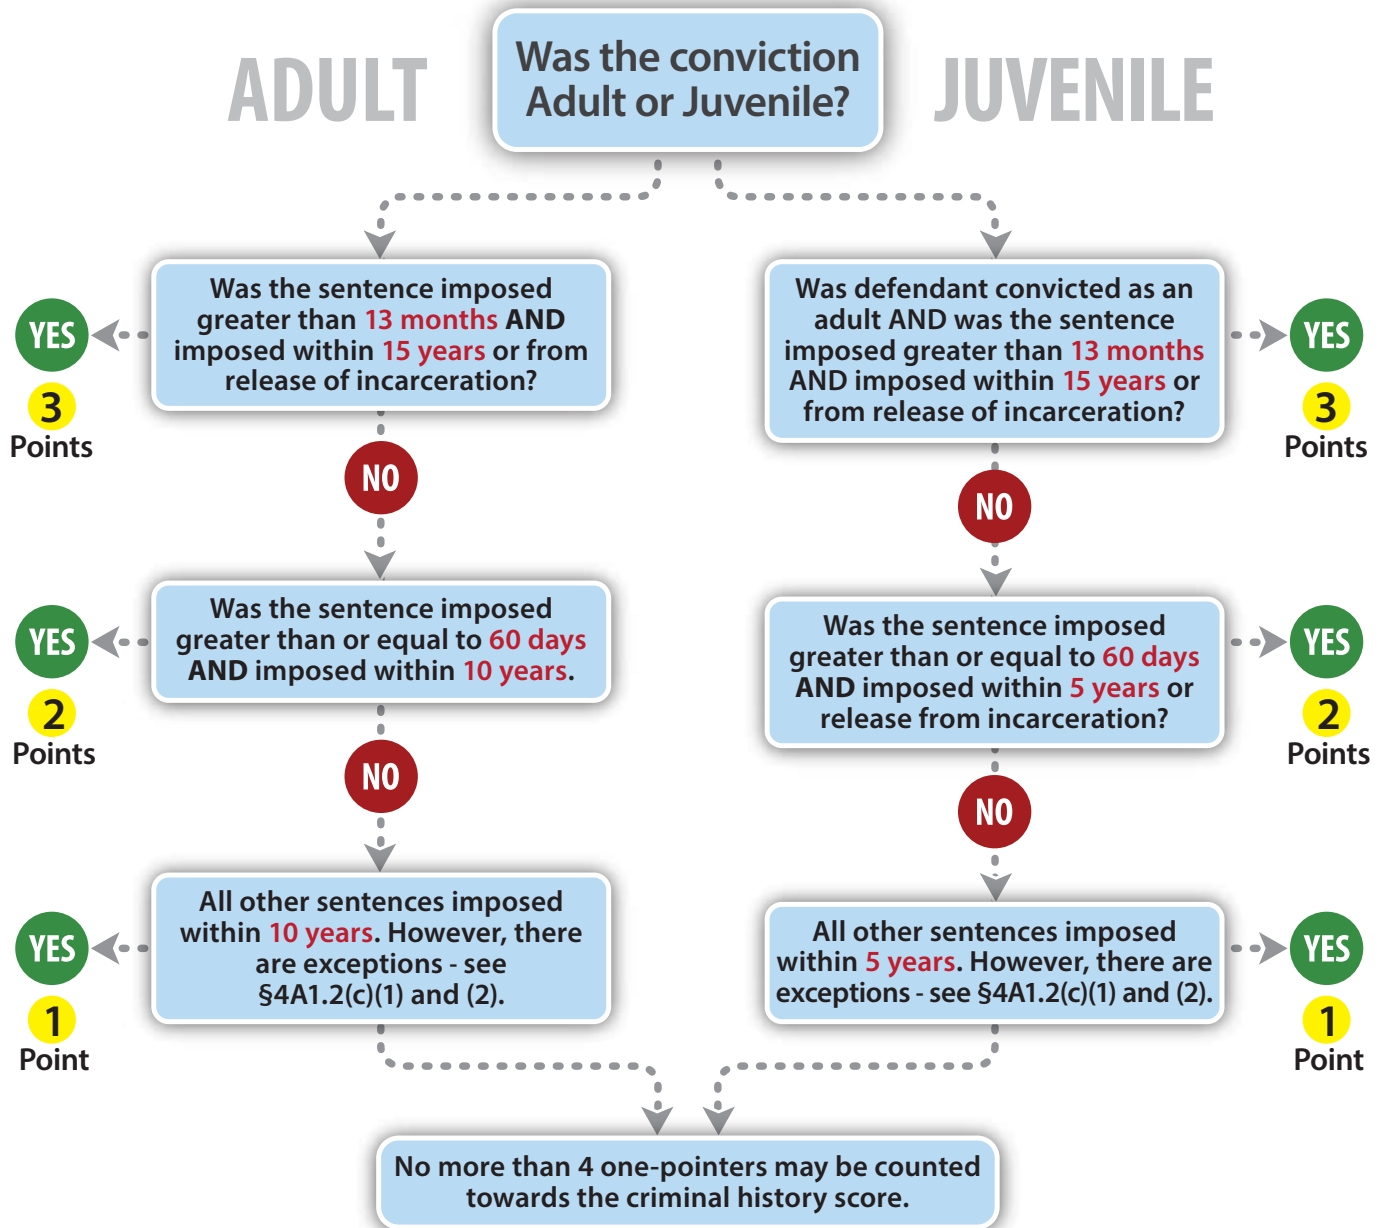 ADULT
Was the conviction
Adult or Juvenile?
JUVENILE
Was the sentence imposed
greater than 13 months AND
imposed within 15 years or from
release of incarceration?
YES
3
Points
NO
Was the sentence imposed
greater than or equal to 60 days
AND imposed within 10 years.
YES
2
Points
NO
All other sentences imposed
within 10 years. However, there
are exceptions - see
§4A1.2(c)(1) and (2).
YES
1
Point
Was defendant convicted as an
adult AND was the sentence
imposed greater than 13 months
AND imposed within 15 years or
from release of incarceration?
YES
3
Points
NO
Was the sentence imposed
greater than or equal to 60 days
AND imposed within 5 years or
release from incarceration?
YES
2
Points
NO
All other sentences imposed
within 5 years. However, there are
exceptions - see §4A1.2(c)(1) and (2).
YES
1
Point
No more than 4 one-pointers may be counted
towards the criminal history score.